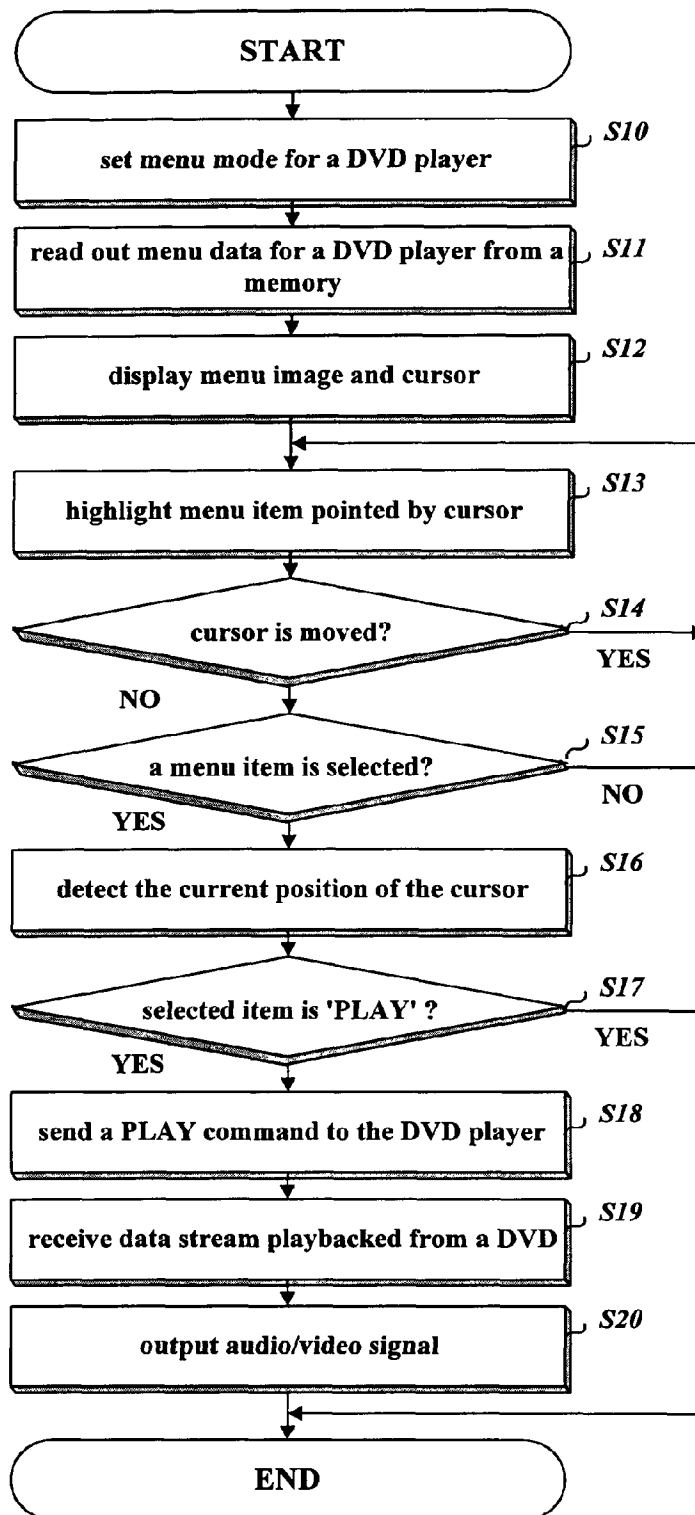 START
S10
set menu mode for a DVD player
S11
read out menu data for a DVD player from a
memory
S12
display menu image and cursor
S13
highlight menu item pointed by cursor
S14
cursor is moved?
YES
NO
S15
a menu item is selected?
NO
YES
S16
detect the current position of the cursor
S17
selected item is 'PLAY' ?
YES
YES
S18
send a PLAY command to the DVD player
S19
receive data stream playbacked from a DVD
S20
output audio/video signal
END